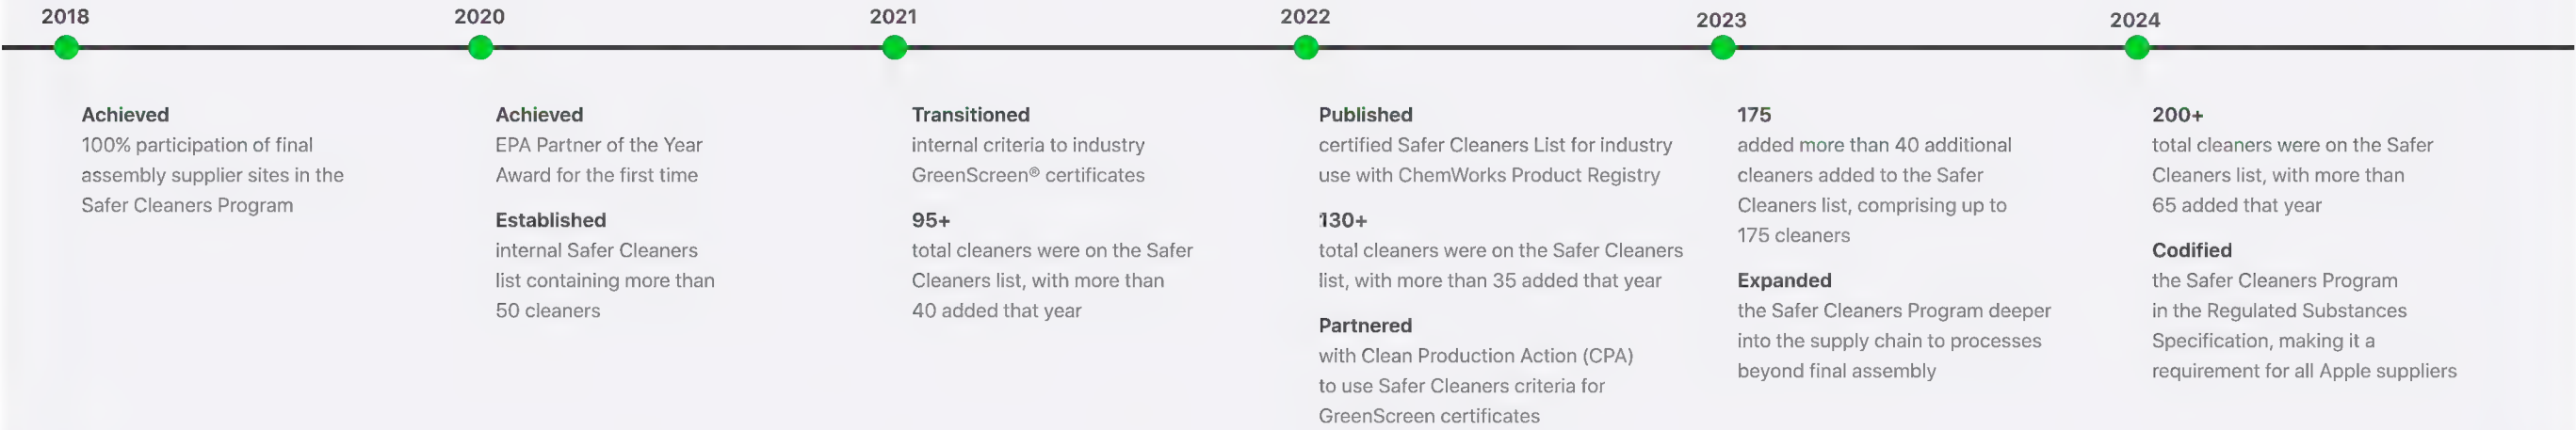 2018
Achieved
100% participation of final
assembly supplier sites in the
Safer Cleaners Program
2020
Achieved
EPA Partner of the Year
Award for the first time
Established
internal Safer Cleaners
list containing more than
50 cleaners
2021
Transitioned
internal criteria to industry
GreenScreen® certificates
95+
total cleaners were on the Safer
Cleaners list, with more than
40 added that year
2022
Published
certified Safer Cleaners List for industry
use with ChemWorks Product Registry
130+
total cleaners were on the Safer Cleaners
list, with more than 35 added that year
Partnered
with Clean Production Action (CPA)
to use Safer Cleaners criteria for
GreenScreen certificates
2023
175
added more than 40 additional
cleaners added to the Safer
Cleaners list, comprising up to
175 cleaners
Expanded
the Safer Cleaners Program deeper
into the supply chain to processes
beyond final assembly
2024
200+
total cleaners were on the Safer
Cleaners list, with more than
65 added that year
Codified
the Safer Cleaners Program
in the Regulated Substances
Specification, making it a
requirement for all Apple suppliers